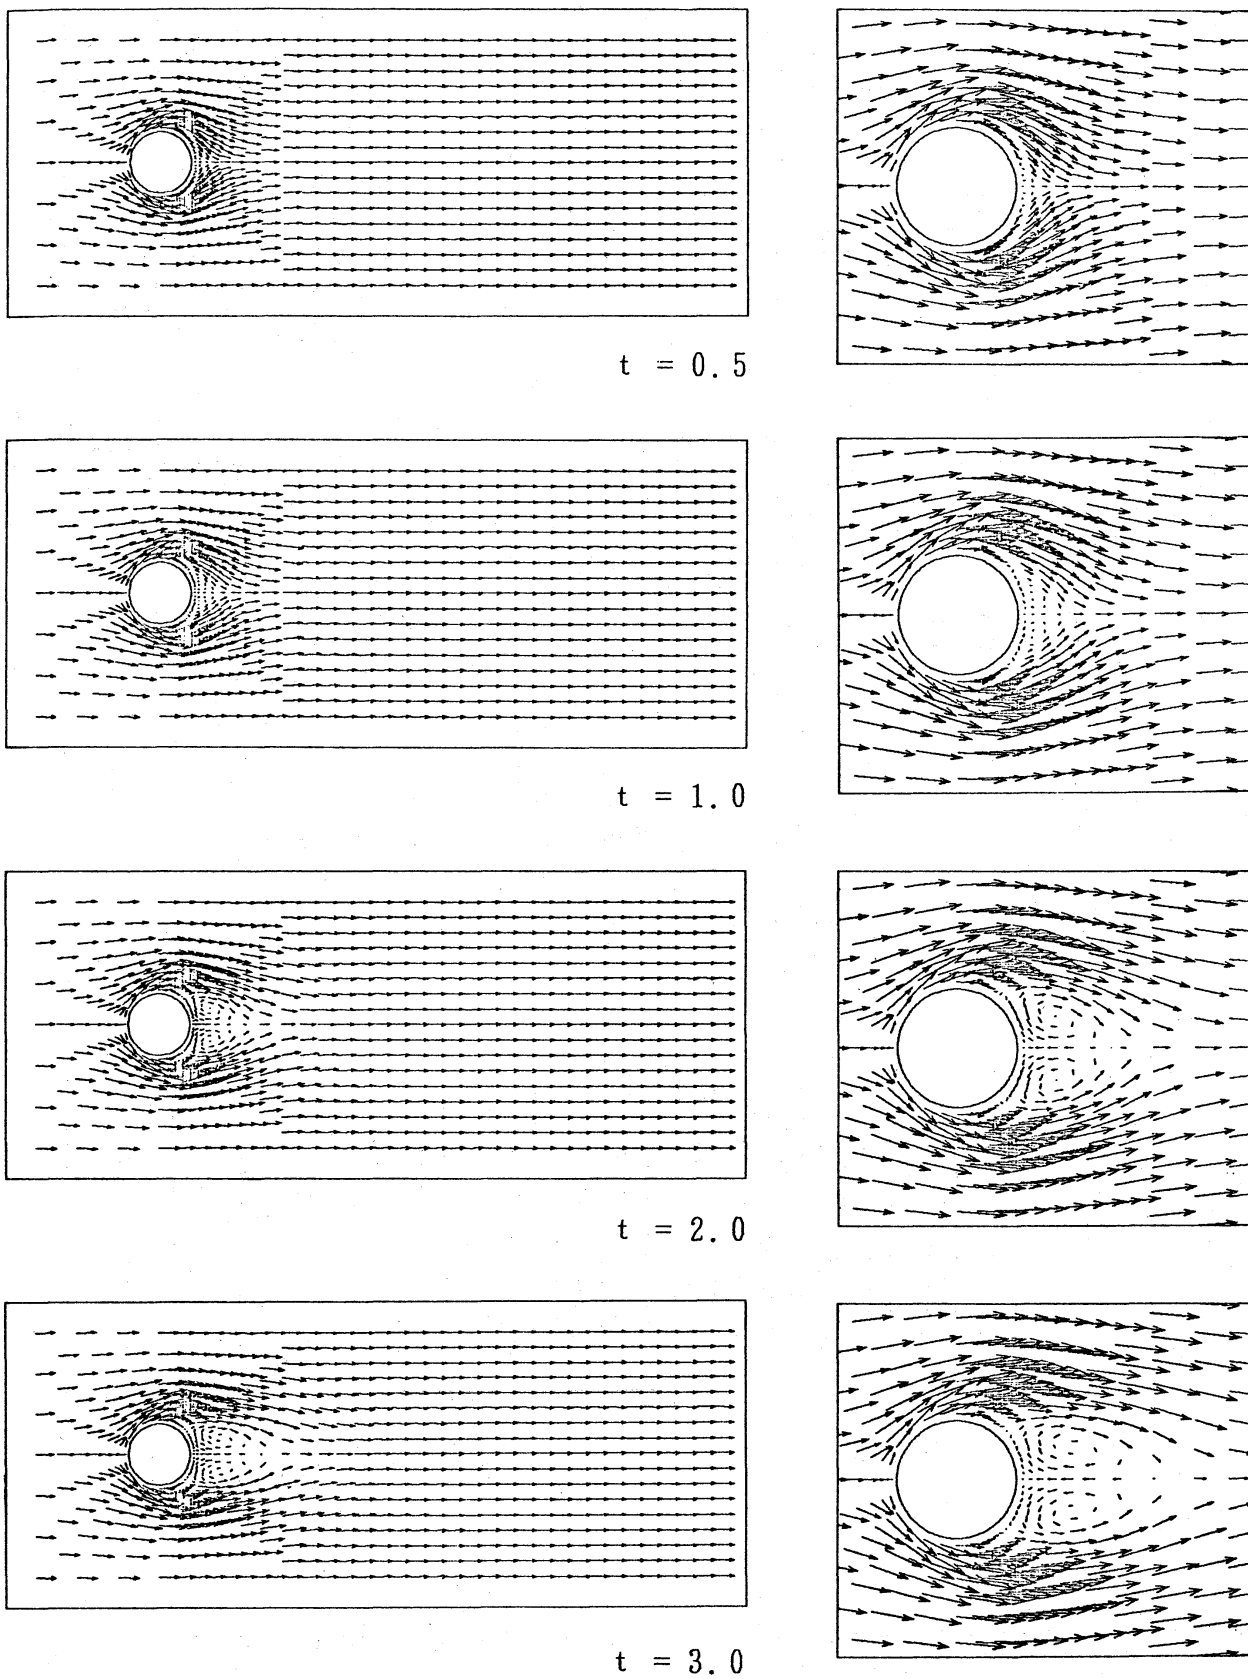 t = 0.5
t = 1.0
t = 2.0
t = 3.0